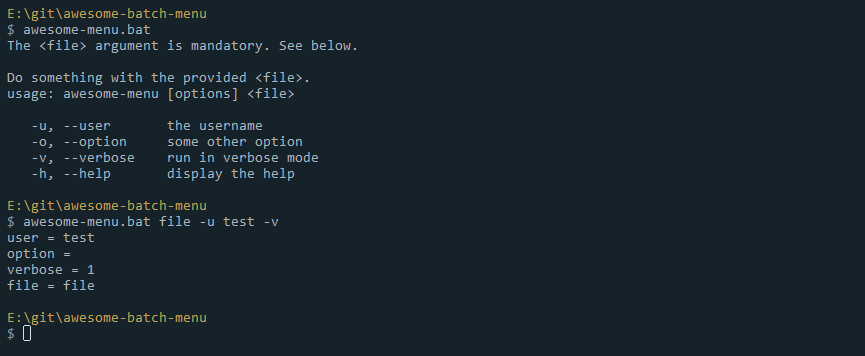 E:\git\awesome-batch-menu
$ awesome-menu.bat
The <file> argument is mandatory. See below.
Do something with the provided <file>.
usage: awesome-menu [options] <file>
-u, --user the username
-o, --option some other option
-v, --verbose run in verbose mode
-h, --help display the help
E:\git\awesome-batch-menu
$ awesome-menu.bat file -u test -v
user = test
option =
verbose = 1
file = file
E:\git\awesome-batch-menu
$